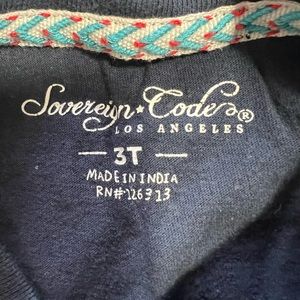 Sovereign★Code®
LOS ANGELES
— 3T —
MADE IN INDIA
RN#126313